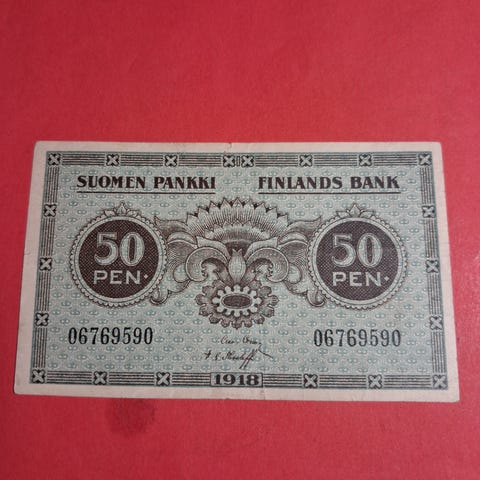 SUOMEN PANKKI FINLANDS BANK
50 PEN· 50 PEN·
06769590 06769590
1918